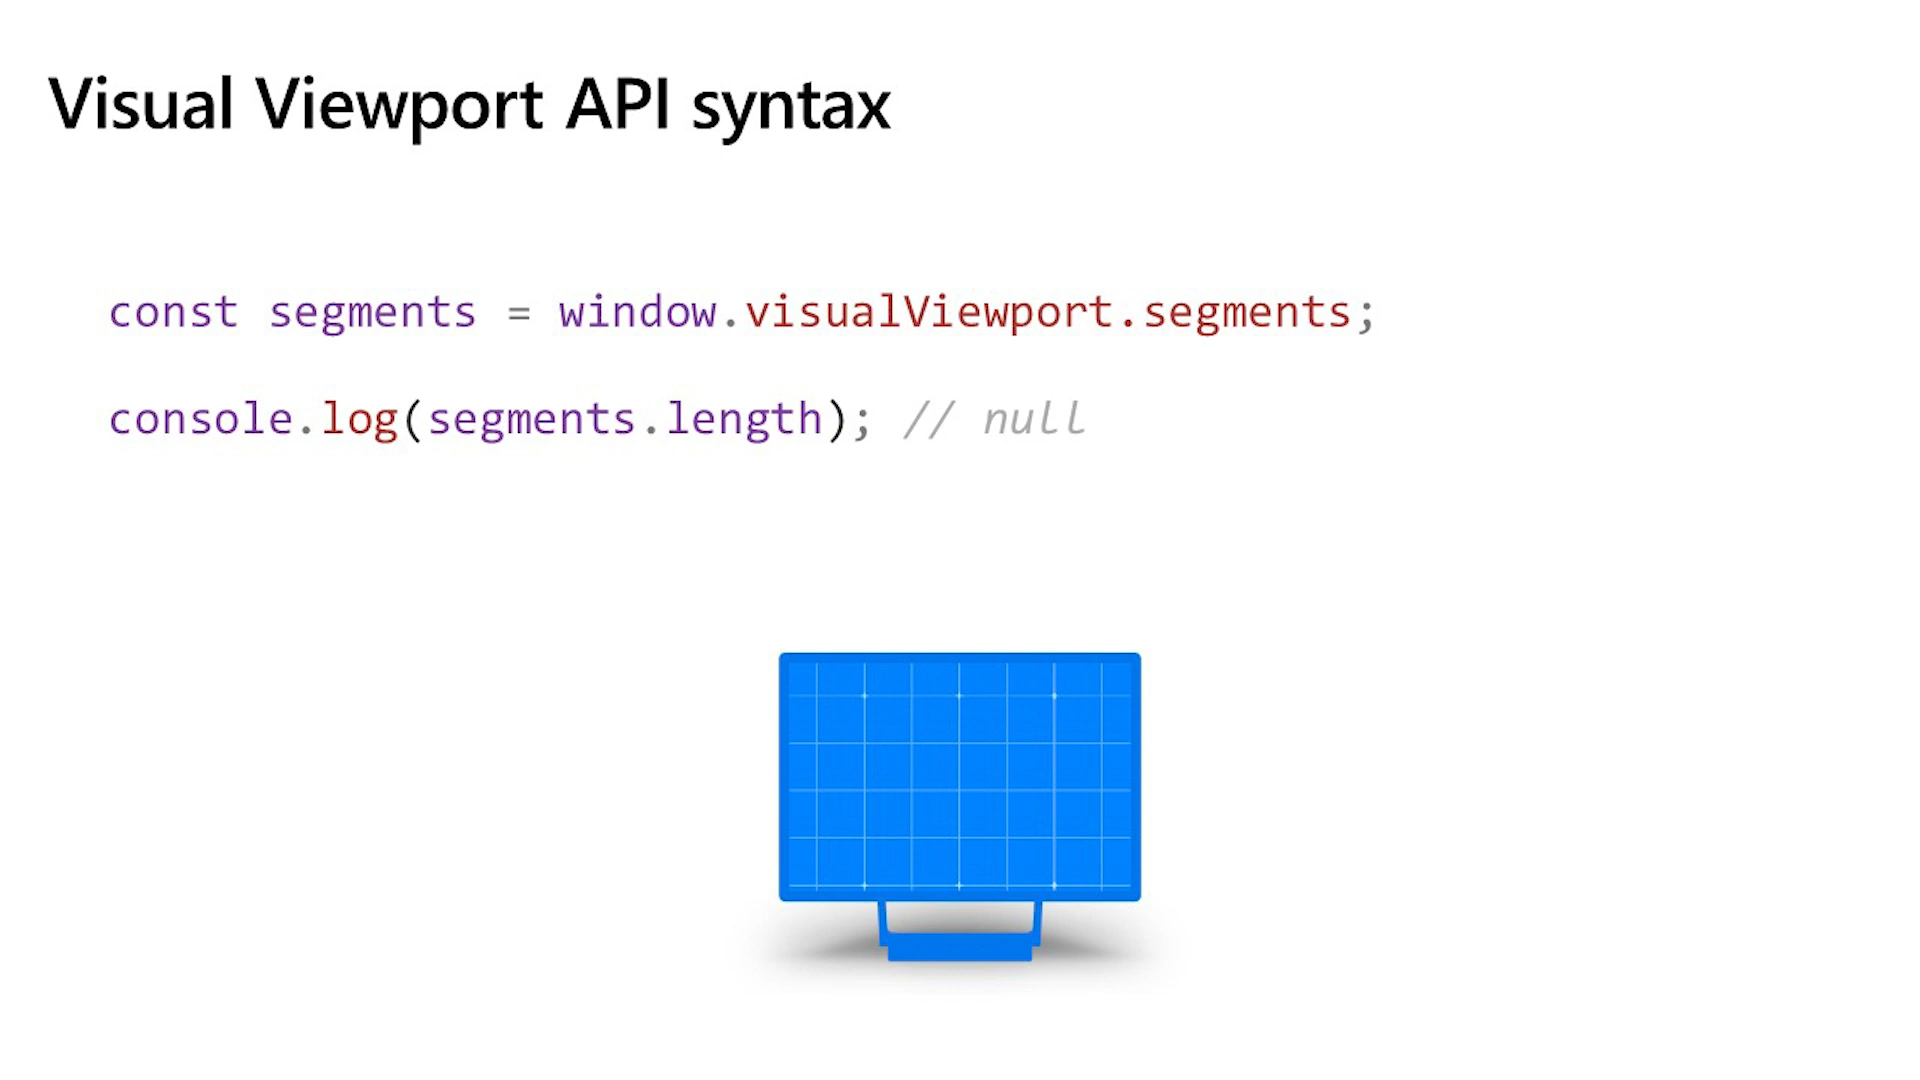 Visual Viewport API syntax
const segments = window.visualViewport.segments;
console.log(segments.length); // null